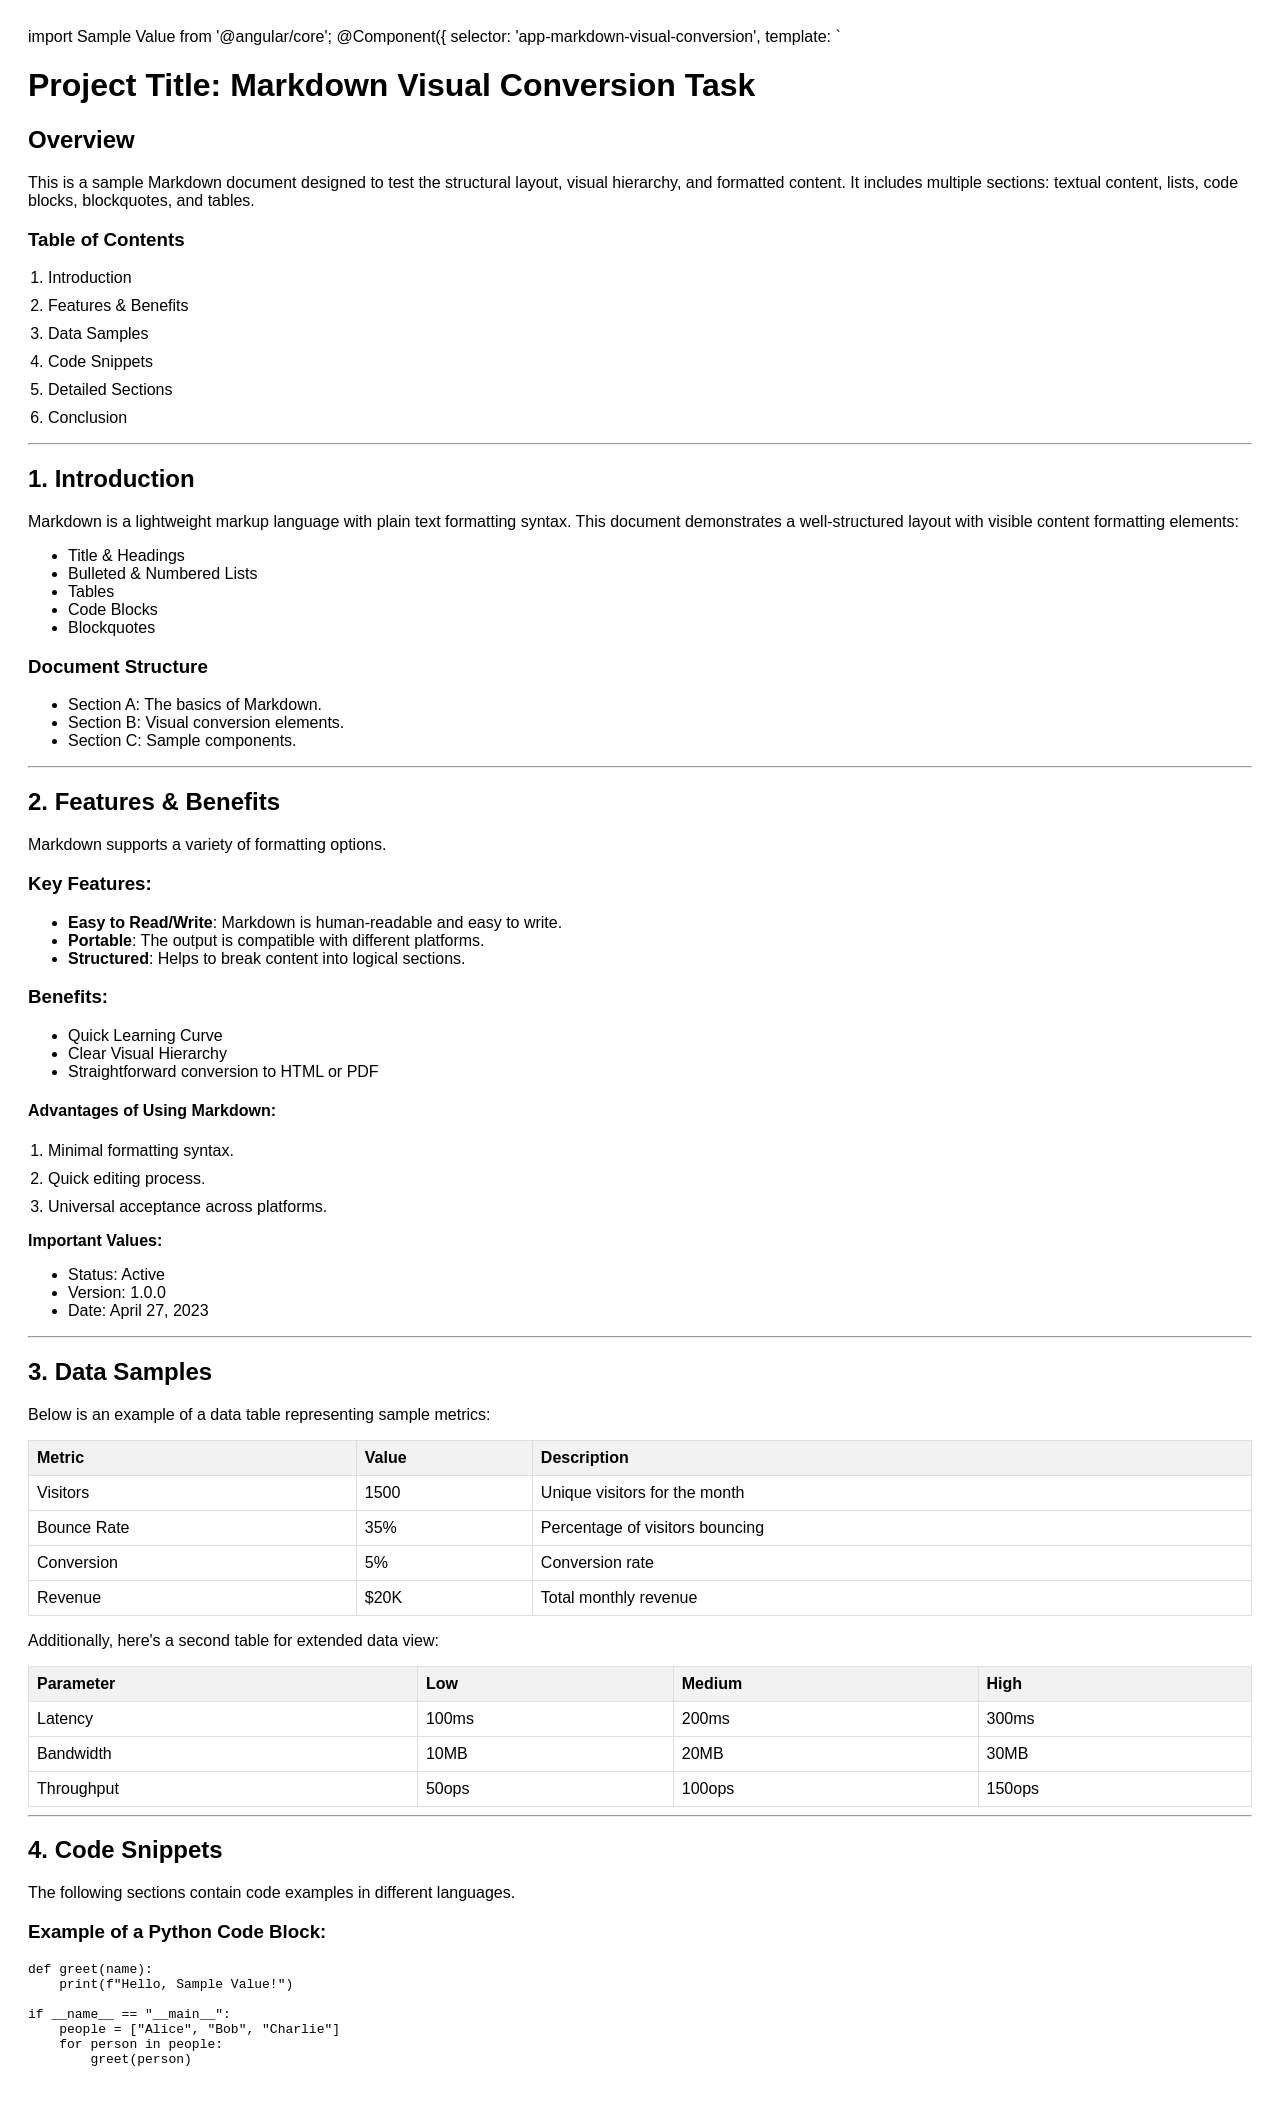 import Sample Value from '@angular/core'; @Component({ selector: 'app-markdown-visual-conversion', template: `
Project Title: Markdown Visual Conversion Task
Overview
This is a sample Markdown document designed to test the structural layout, visual hierarchy, and formatted content. It includes multiple sections: textual content, lists, code
blocks, blockquotes, and tables.
Table of Contents
1. Introduction
2. Features & Benefits
3. Data Samples
4. Code Snippets
5. Detailed Sections
6. Conclusion
1. Introduction
Markdown is a lightweight markup language with plain text formatting syntax. This document demonstrates a well-structured layout with visible content formatting elements:
• Title & Headings
• Bulleted & Numbered Lists
• Tables
• Code Blocks
• Blockquotes
Document Structure
• Section A: The basics of Markdown.
• Section B: Visual conversion elements.
• Section C: Sample components.
2. Features & Benefits
Markdown supports a variety of formatting options.
Key Features:
• Easy to Read/Write: Markdown is human-readable and easy to write.
• Portable: The output is compatible with different platforms.
• Structured: Helps to break content into logical sections.
Benefits:
• Quick Learning Curve
• Clear Visual Hierarchy
• Straightforward conversion to HTML or PDF
Advantages of Using Markdown:
1. Minimal formatting syntax.
2. Quick editing process.
3. Universal acceptance across platforms.
Important Values:
• Status: Active
• Version: 1.0.0
• Date: April 27, 2023
3. Data Samples
Below is an example of a data table representing sample metrics:
Metric Value Description
Visitors 1500 Unique visitors for the month
Bounce Rate 35% Percentage of visitors bouncing
Conversion 5% Conversion rate
Revenue $20K Total monthly revenue
Additionally, here's a second table for extended data view:
Parameter Low Medium High
Latency 100ms 200ms 300ms
Bandwidth 10MB 20MB 30MB
Throughput 50ops 100ops 150ops
4. Code Snippets
The following sections contain code examples in different languages.
Example of a Python Code Block:
def greet(name):
    print(f"Hello, Sample Value!")
if __name__ == "__main__":
    people = ["Alice", "Bob", "Charlie"]
    for person in people:
        greet(person)